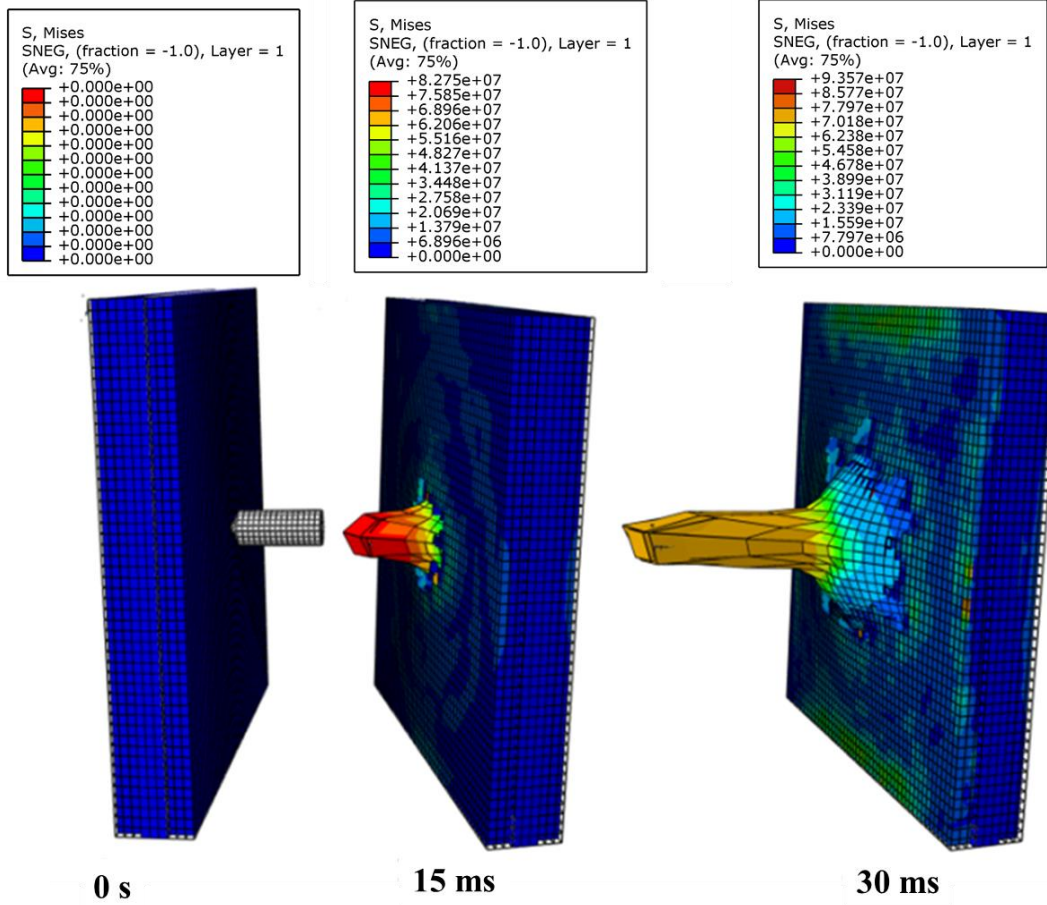 S, Mises
SNEG, (fraction = -1.0), Layer = 1
(Avg: 75%)
+0.000e+00
+0.000e+00
+0.000e+00
+0.000e+00
+0.000e+00
+0.000e+00
+0.000e+00
+0.000e+00
+0.000e+00
+0.000e+00
+0.000e+00
+0.000e+00
+0.000e+00
S, Mises
SNEG, (fraction = -1.0), Layer = 1
(Avg: 75%)
+8.275e+07
+7.585e+07
+6.896e+07
+6.206e+07
+5.516e+07
+4.827e+07
+4.137e+07
+3.448e+07
+2.758e+07
+2.069e+07
+1.379e+07
+6.896e+06
+0.000e+00
S, Mises
SNEG, (fraction = -1.0), Layer = 1
(Avg: 75%)
+9.357e+07
+8.577e+07
+7.797e+07
+7.018e+07
+6.238e+07
+5.458e+07
+4.678e+07
+3.899e+07
+3.119e+07
+2.339e+07
+1.559e+07
+7.797e+06
+0.000e+00
0 s
15 ms
30 ms